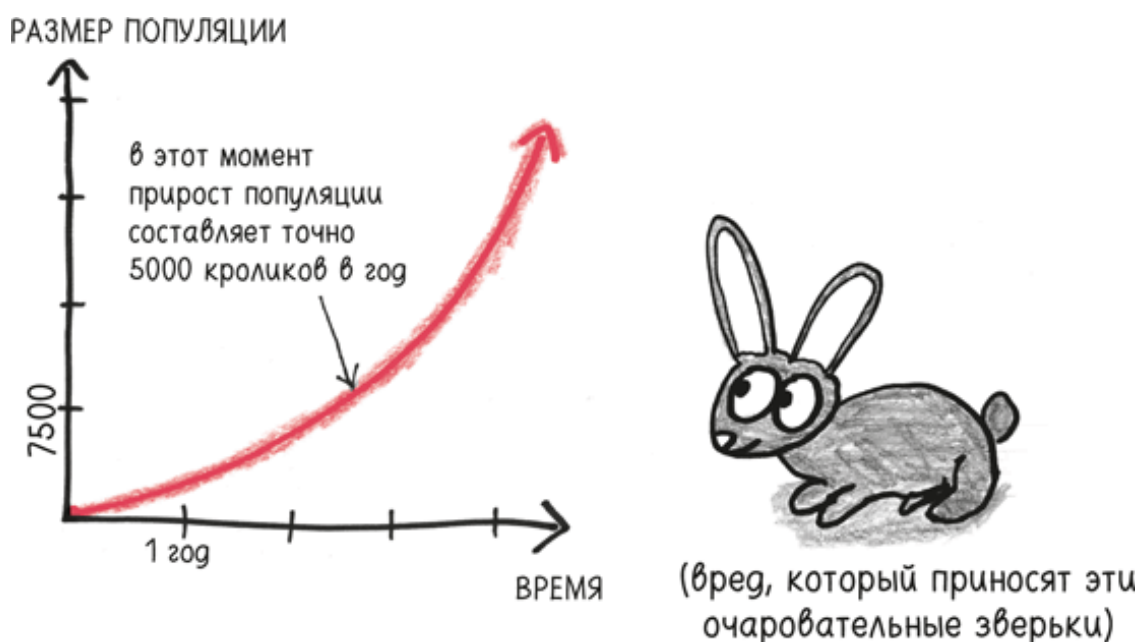 РАЗМЕР ПОПУЛЯЦИИ
в этот момент
прирост популяции
составляет точно
5000 кроликов в год
7500
1 год
ВРЕМЯ
(вред, который приносят эти
очаровательные зверьки)